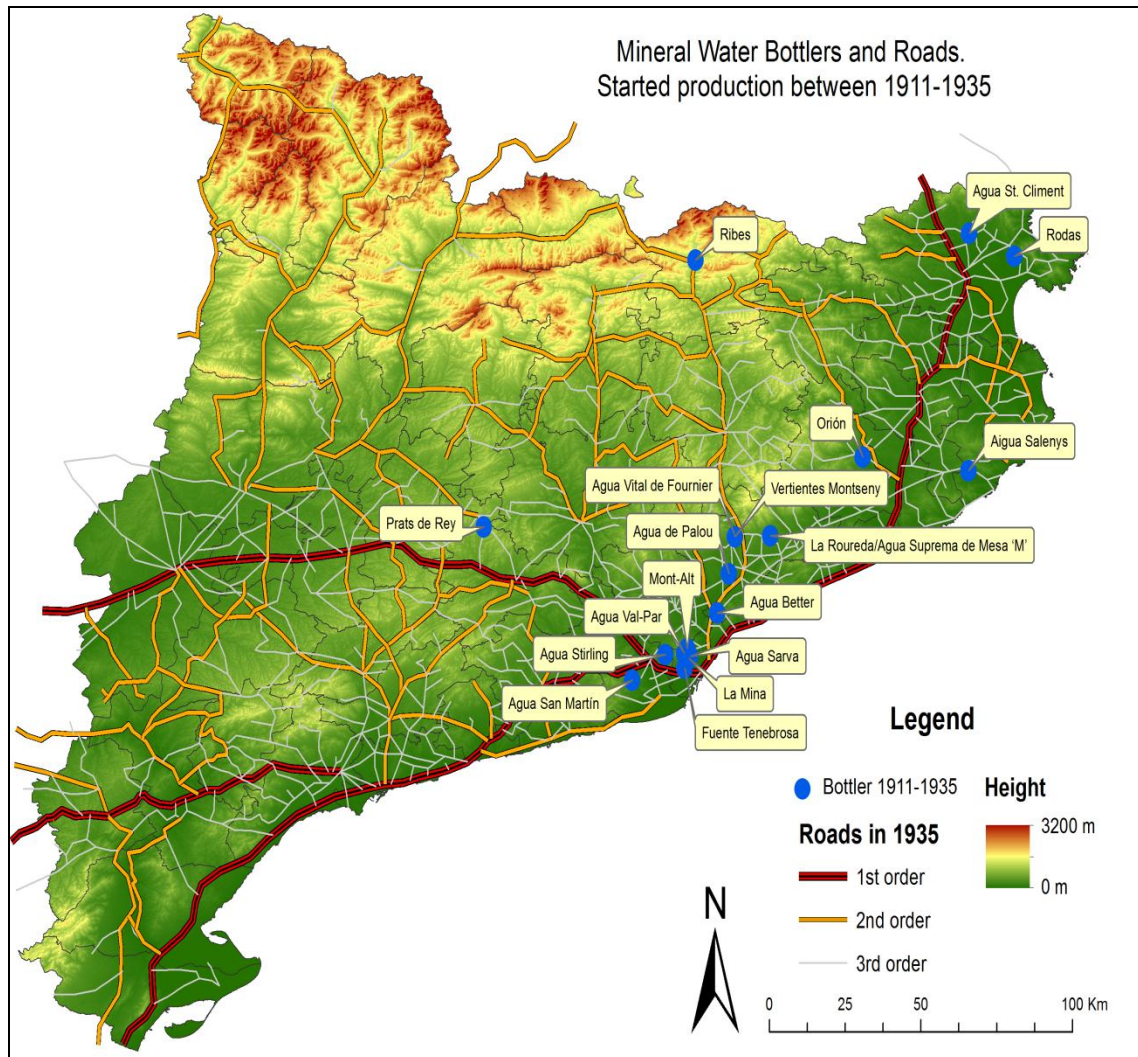 Mineral Water Bottlers and Roads.
Started production between 1911-1935
Agua St. Climent
Ribes
Rodas
Orión
Aigua Salenys
Agua Vital de Fournier
Vertientes Montseny
Prats de Rey
Agua de Palou
La Roureda/Agua Suprema de Mesa ‘M’
Mont-Alt
Agua Better
Agua Val-Par
Agua Stirling
Agua Sarva
La Mina
Agua San Martín
Fuente Tenebrosa
Legend
Bottler 1911-1935
Height
3200 m
0 m
Roads in 1935
1st order
2nd order
3rd order
N
0 25 50 100 Km